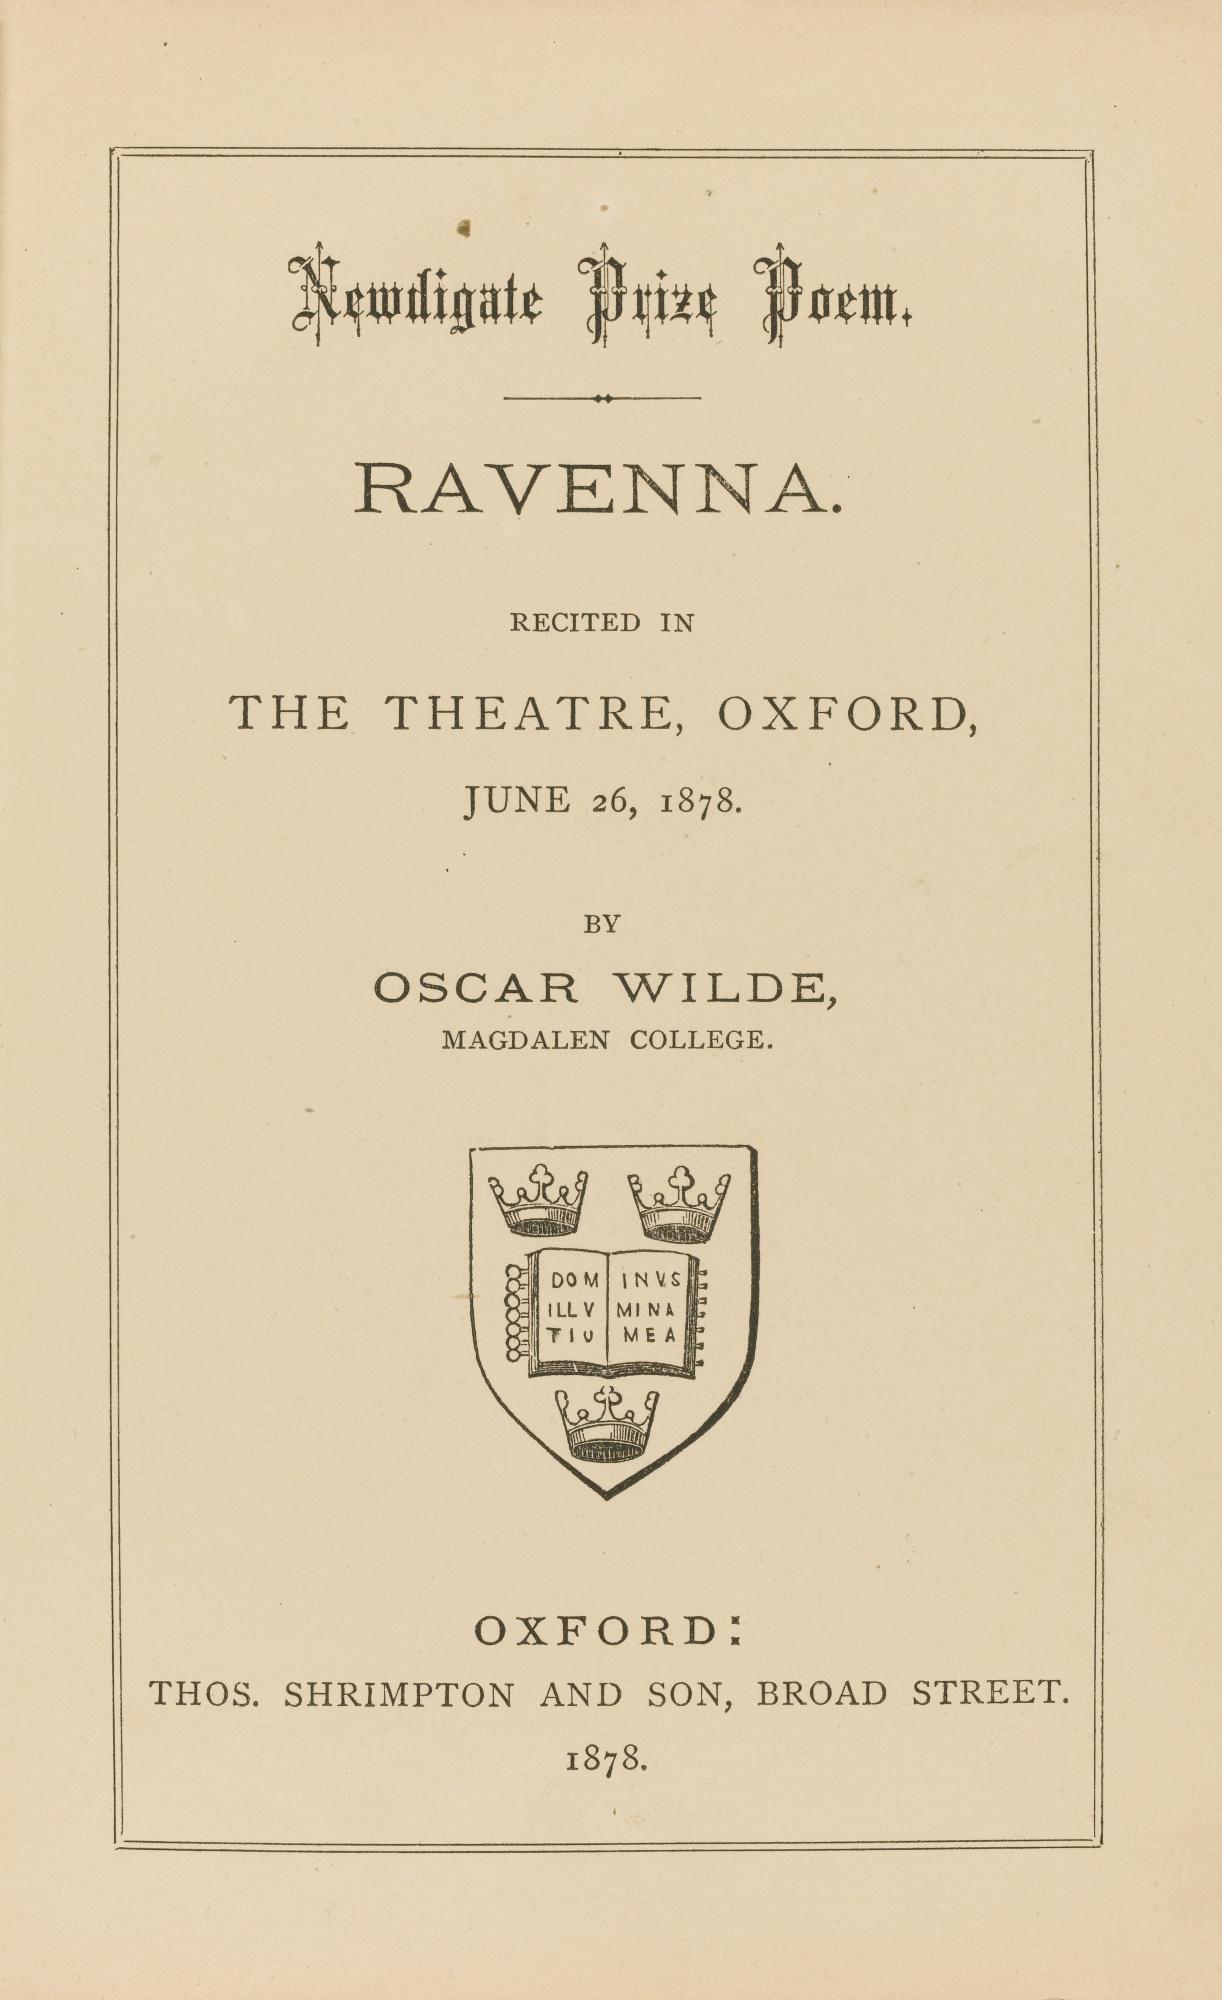 Newdigate Prize Poem.
RAVENNA.
RECITED IN
THE THEATRE, OXFORD,
JUNE 26, 1878.
BY
OSCAR WILDE,
MAGDALEN COLLEGE.
DOM INVS
ILLV MINA
TIU MEA
OXFORD:
THOS. SHRIMPTON AND SON, BROAD STREET.
1878.